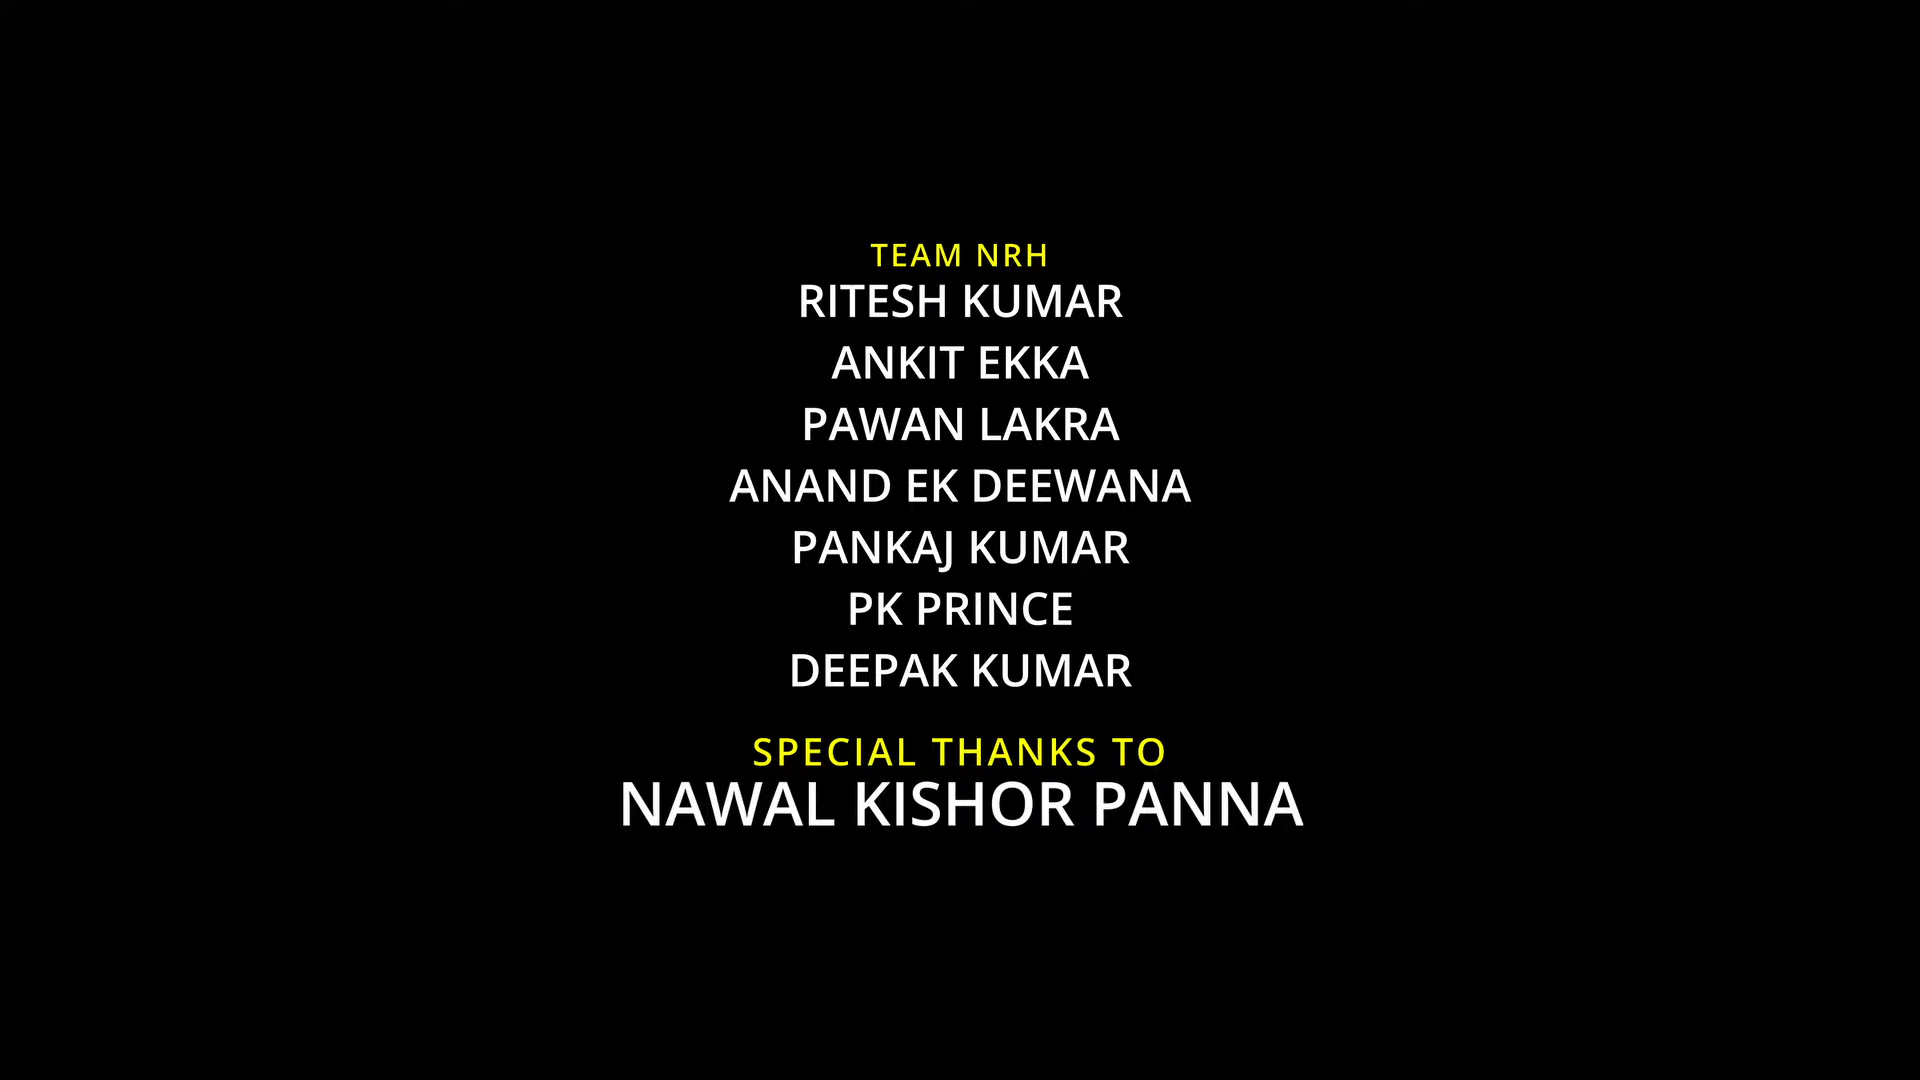 TEAM NRH
RITESH KUMAR
ANKIT EKKA
PAWAN LAKRA
ANAND EK DEEWANA
PANKAJ KUMAR
PK PRINCE
DEEPAK KUMAR
SPECIAL THANKS TO
NAWAL KISHOR PANNA